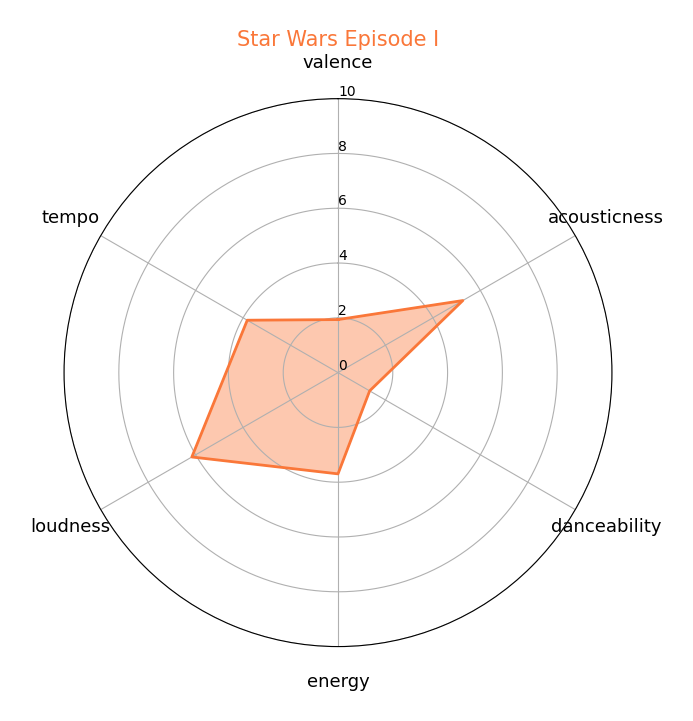 Star Wars Episode I
valence
10
8
6
tempo
acousticness
4
2
0
loudness
danceability
energy